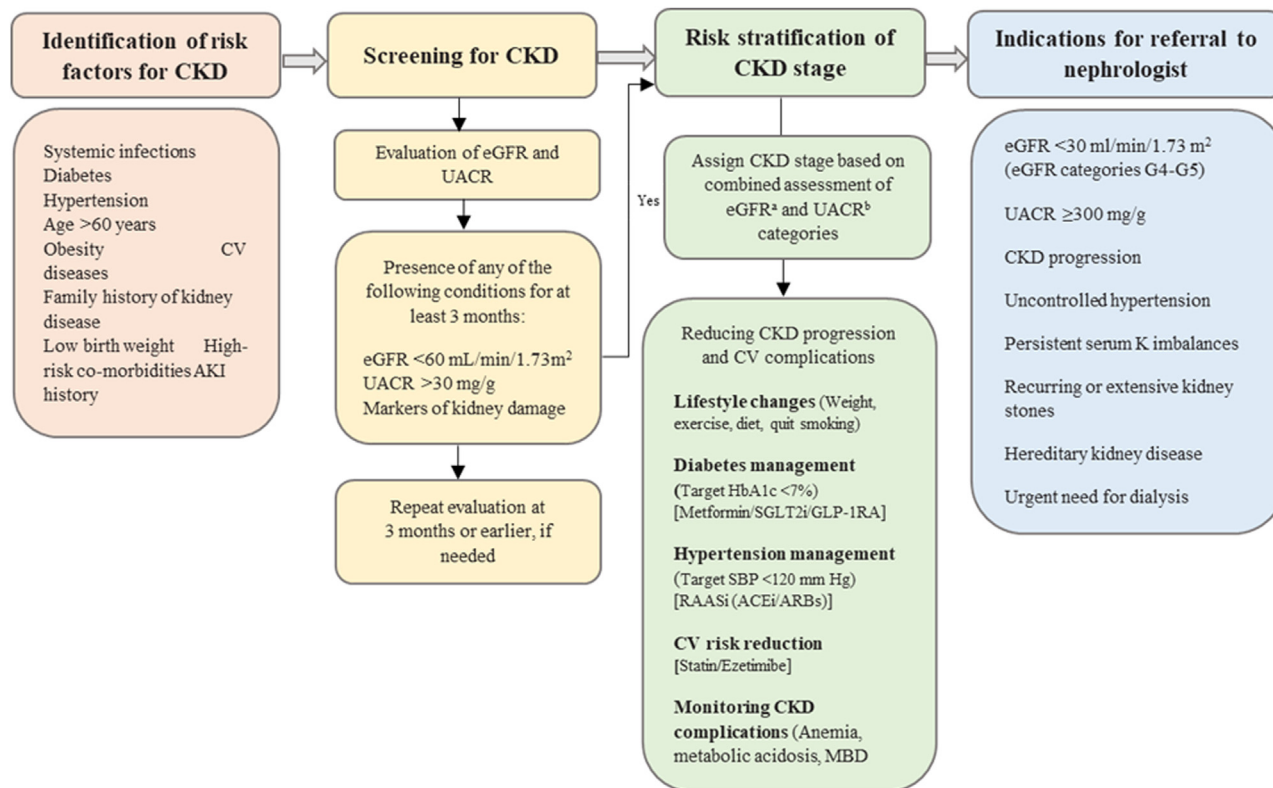 Identification of risk
factors for CKD
Systemic infections
Diabetes
Hypertension
Age >60 years
Obesity CV
diseases
Family history of kidney
disease
Low birth weight High-
risk co-morbidities AKI
history
Screening for CKD
Evaluation of eGFR and
UACR
Presence of any of the
following conditions for at
least 3 months:
eGFR <60 mL/min/1.73m²
UACR >30 mg/g
Markers of kidney damage
Repeat evaluation at
3 months or earlier, if
needed
Yes
Risk stratification of
CKD stage
Assign CKD stage based on
combined assessment of
eGFRᵃ and UACRᵇ
categories
Reducing CKD progression
and CV complications
Lifestyle changes (Weight,
exercise, diet, quit smoking)
Diabetes management
(Target HbA1c <7%)
[Metformin/SGLT2i/GLP-1RA]
Hypertension management
(Target SBP <120 mm Hg)
[RAASi (ACEi/ARBs)]
CV risk reduction
[Statin/Ezetimibe]
Monitoring CKD
complications (Anemia,
metabolic acidosis, MBD
Indications for referral to
nephrologist
eGFR <30 ml/min/1.73 m²
(eGFR categories G4-G5)
UACR ≥300 mg/g
CKD progression
Uncontrolled hypertension
Persistent serum K imbalances
Recurring or extensive kidney
stones
Hereditary kidney disease
Urgent need for dialysis